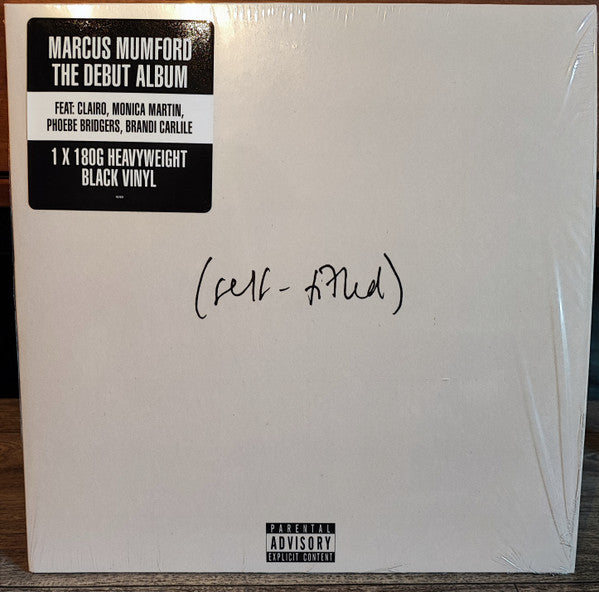 MARCUS MUMFORD
THE DEBUT ALBUM
FEAT: CLAIRO, MONICA MARTIN,
PHOEBE BRIDGERS, BRANDI CARLILE
1 X 180G HEAVYWEIGHT
BLACK VINYL
(self-titled)
PARENTAL
ADVISORY
EXPLICIT CONTENT